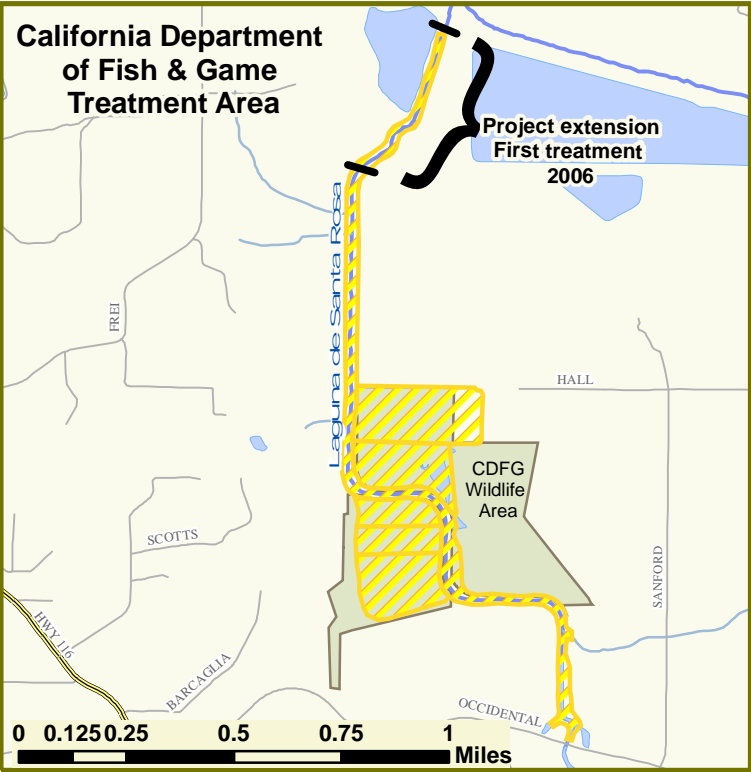 California Department
of Fish & Game
Treatment Area
Project extension
First treatment
2006
Laguna de Santa Rosa
FREI
HALL
CDFG
Wildlife
Area
SCOTTS
SANFORD
HWY 116
BARCAGLIA
OCCIDENTAL
0 0.125 0.25 0.5 0.75 1
Miles